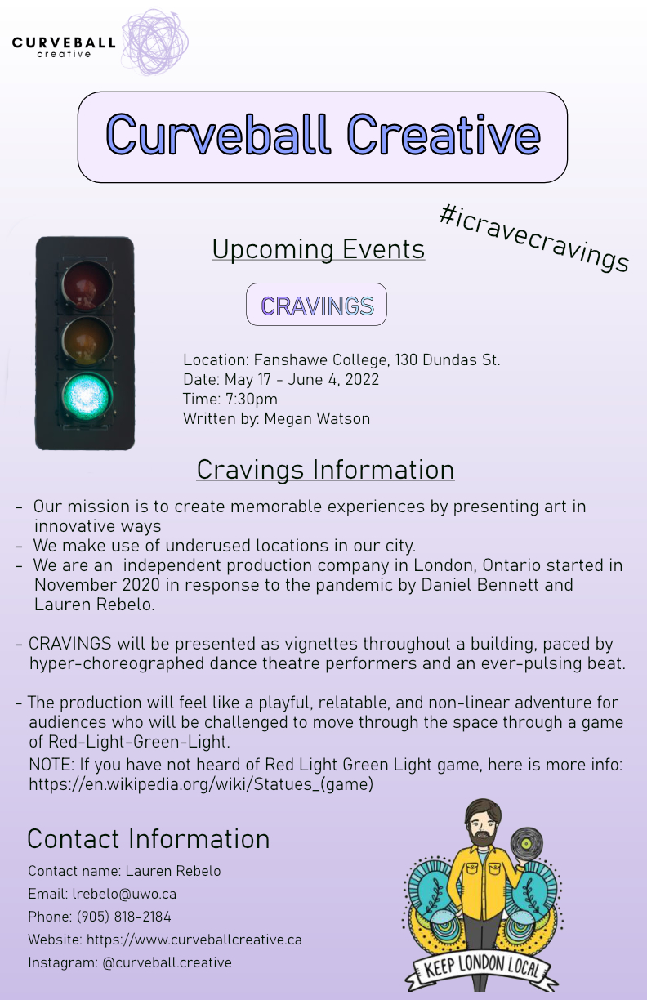 CURVEBALL
creative
Curveball Creative
#icravecravings
Upcoming Events
CRAVINGS
Location: Fanshawe College, 130 Dundas St.
Date: May 17 - June 4, 2022
Time: 7:30pm
Written by: Megan Watson
Cravings Information
- Our mission is to create memorable experiences by presenting art in
innovative ways
- We make use of underused locations in our city.
- We are an  independent production company in London, Ontario started in
November 2020 in response to the pandemic by Daniel Bennett and
Lauren Rebelo.
- CRAVINGS will be presented as vignettes throughout a building, paced by
hyper-choreographed dance theatre performers and an ever-pulsing beat.
- The production will feel like a playful, relatable, and non-linear adventure for
audiences who will be challenged to move through the space through a game
of Red-Light-Green-Light.
NOTE: If you have not heard of Red Light Green Light game, here is more info:
https://en.wikipedia.org/wiki/Statues_(game)
Contact Information
Contact name: Lauren Rebelo
Email: lrebelo@uwo.ca
Phone: (905) 818-2184
Website: https://www.curveballcreative.ca
Instagram: @curveball.creative
KEEP LONDON LOCAL